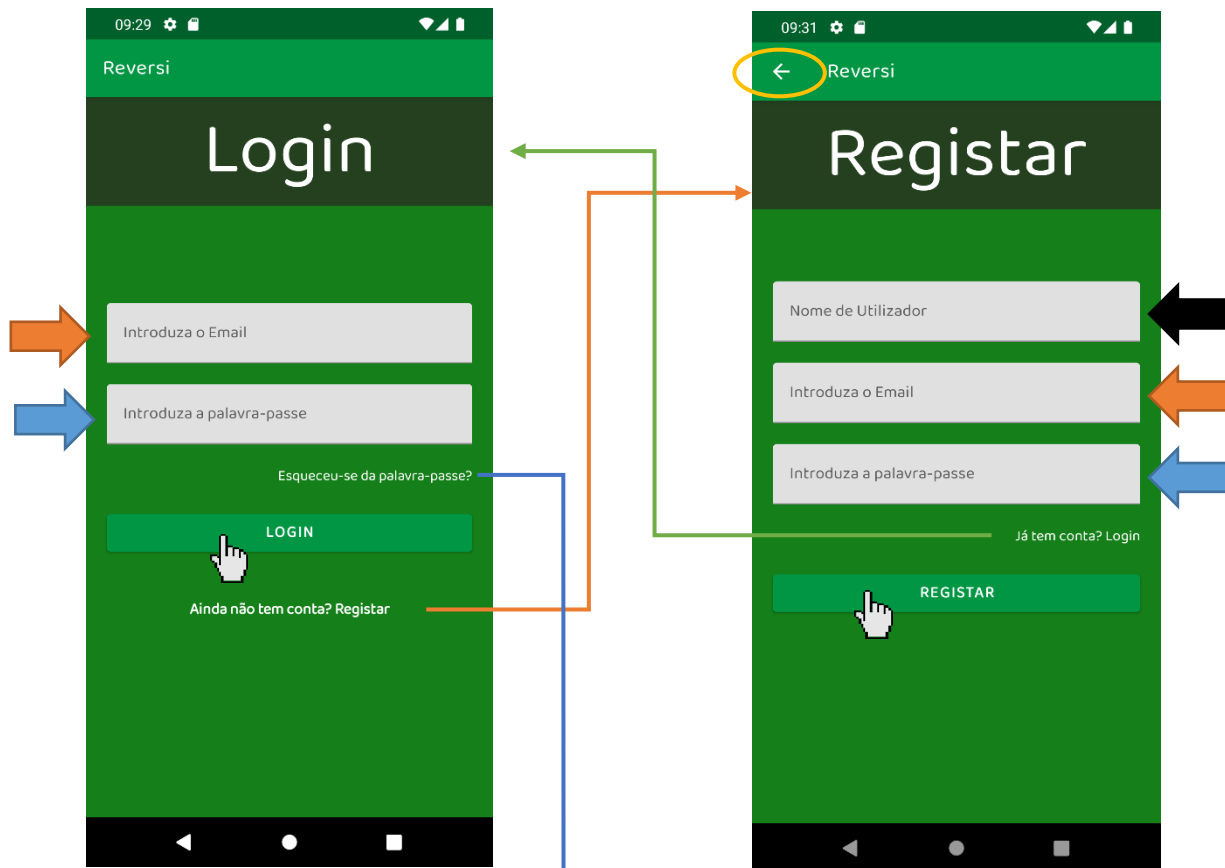 09:29
Reversi
Login
Introduza o Email
Introduza a palavra-passe
Esqueceu-se da palavra-passe?
LOGIN
Ainda não tem conta? Registar
09:31
Reversi
Registar
Nome de Utilizador
Introduza o Email
Introduza a palavra-passe
Já tem conta? Login
REGISTAR